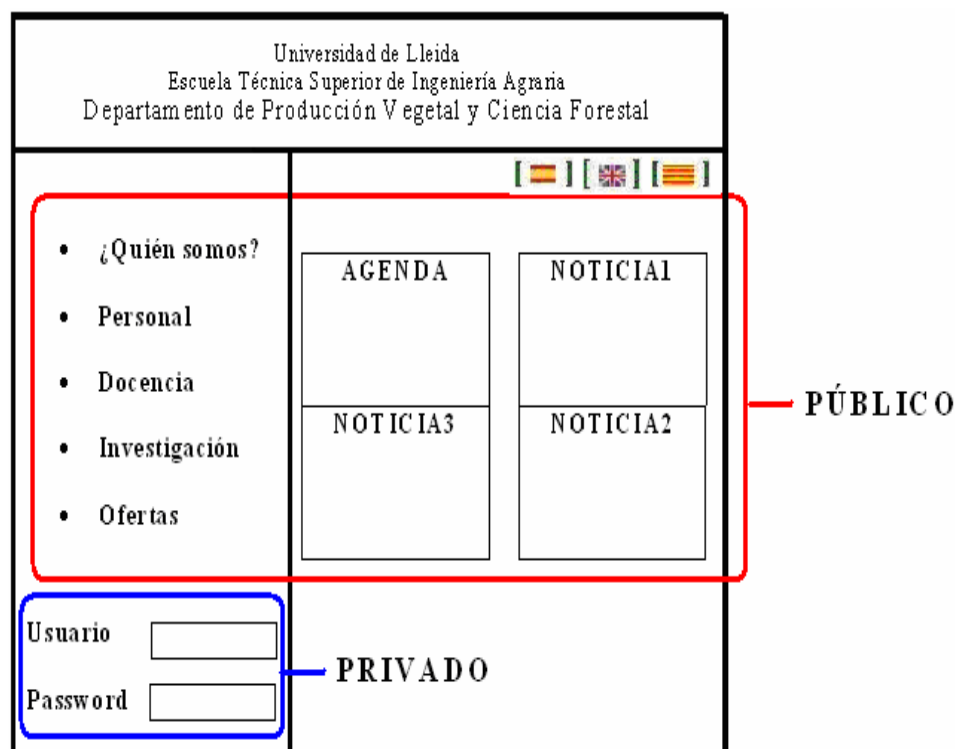 Universidad de Lleida
Escuela Técnica Superior de Ingeniería Agraria
Departamento de Producción Vegetal y Ciencia Forestal
[ ] [ ] [ ]
• ¿Quién somos?
• Personal
• Docencia
• Investigación
• Ofertas
AGENDA NOTICIA1
NOTICIA3 NOTICIA2
PÚBLICO
Usuario
Password
PRIVADO